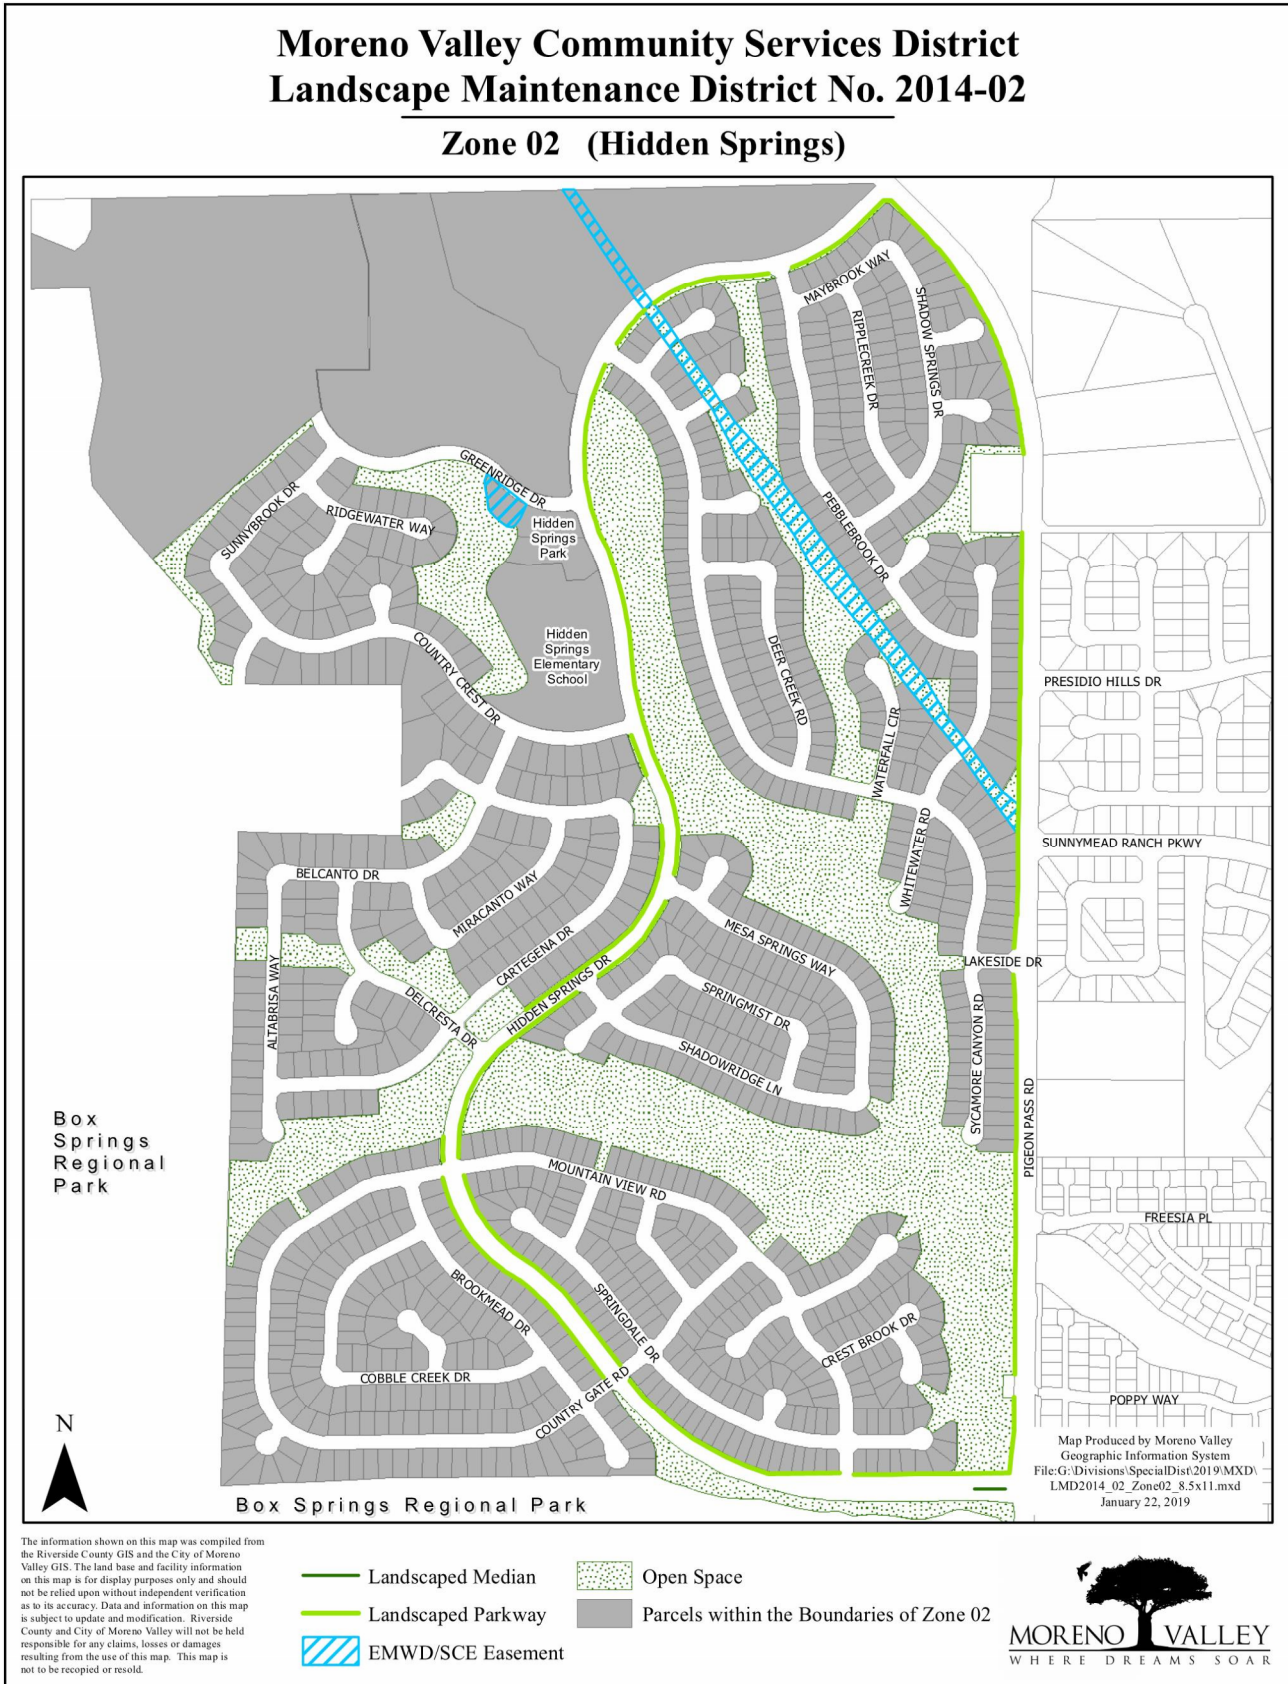 Moreno Valley Community Services District
Landscape Maintenance District No. 2014-02
Zone 02 (Hidden Springs)
MAYBROOK WAY
SHADOW SPRINGS DR
RIPPLECREEK DR
GREENRIDGE DR
SUNNYBROOK DR
RIDGEWATER WAY
PEBBLEBROOK DR
Hidden
Springs
Park
Hidden
Springs
Elementary
School
COUNTRY CREST DR
DEER CREEK RD
WATERFALL CIR
PRESIDIO HILLS DR
WHITEWATER RD
SUNNYMEAD RANCH PKWY
BELCANTO DR
MIRACANTO WAY
CARTEGENA DR
MESA SPRINGS WAY
LAKESIDE DR
HIDDEN SPRINGS DR
ALTABRISA WAY
DELCRESTA DR
SPRINGMIST DR
SHADOWRIDGE LN
SYCAMORE CANYON RD
PIGEON PASS RD
Box
Springs
Regional
Park
MOUNTAIN VIEW RD
FREESIA PL
BROOKMEAD DR
SPRINGDALE DR
CREST BROOK DR
COBBLE CREEK DR
COUNTRY GATE RD
POPPY WAY
N
Box Springs Regional Park
Map Produced by Moreno Valley
Geographic Information System
File:G:\Divisions\SpecialDist\2019\MXD\
LMD2014_02_Zone02_8.5x11.mxd
January 22, 2019
The information shown on this map was compiled from
the Riverside County GIS and the City of Moreno
Valley GIS. The land base and facility information
on this map is for display purposes only and should
not be relied upon without independent verification
as to its accuracy. Data and information on this map
is subject to update and modification. Riverside
County and City of Moreno Valley will not be held
responsible for any claims, losses or damages
resulting from the use of this map. This map is
not to be recopied or resold.
Landscaped Median
Landscaped Parkway
EMWD/SCE Easement
Open Space
Parcels within the Boundaries of Zone 02
MORENO VALLEY
WHERE DREAMS SOAR